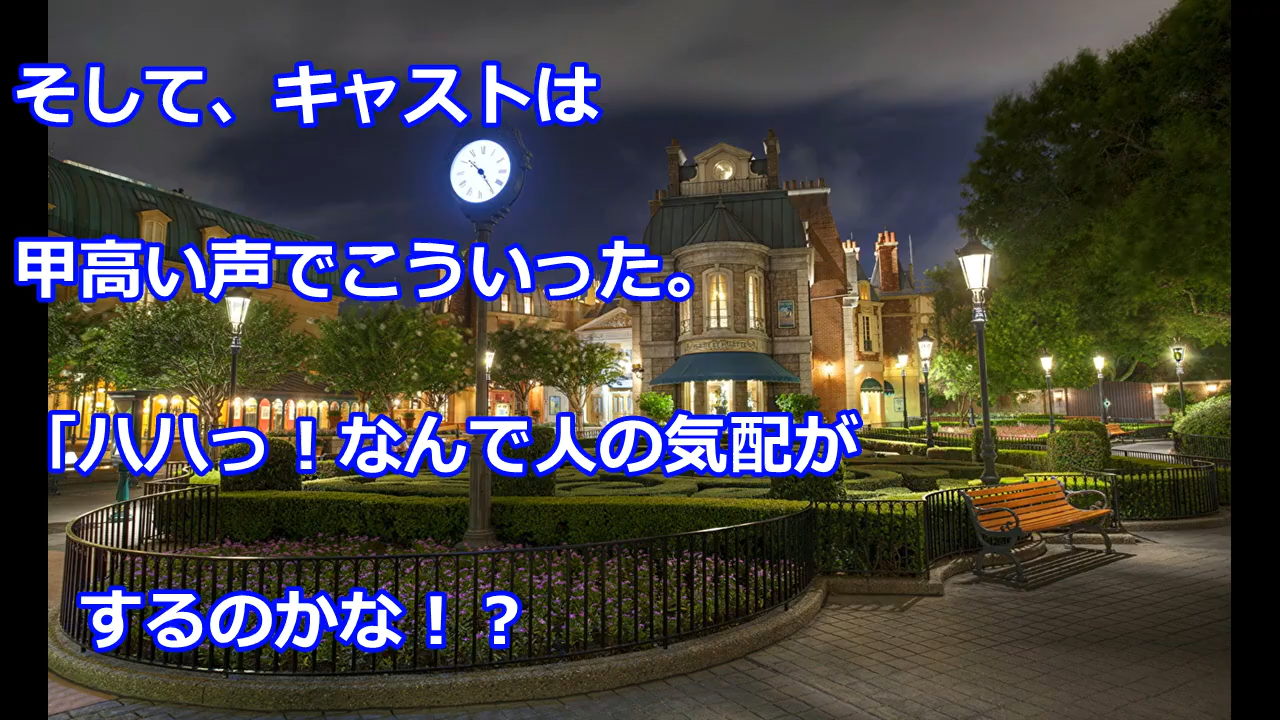 そして、キャストは
甲高い声でこういった。
「ハハっ！なんで人の気配が
するのかな！？